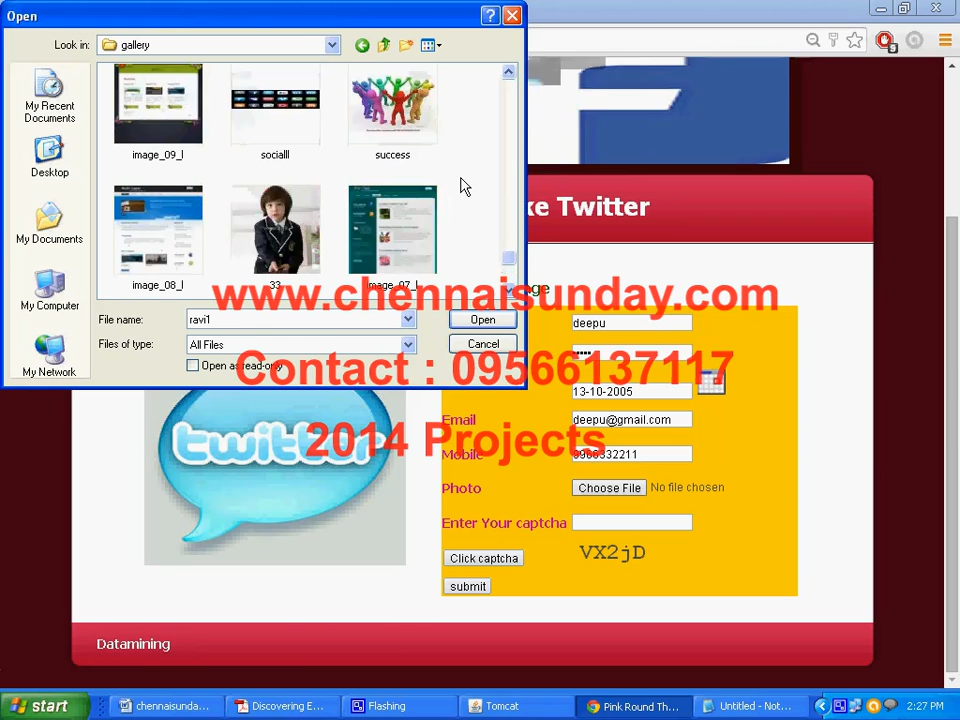 Open
Look in: gallery
My Recent Documents
Desktop
My Documents
My Computer
My Network
image_09_l
socialll
success
image_08_l
33
image_07_l
File name: ravi1
Open
Files of type: All Files
Cancel
Open as read-only
ke Twitter
www.chennaisunday.com
Contact : 09566137117
2014 Projects
deepu
13-10-2005
Email deepu@gmail.com
Mobile
Photo Choose File No file chosen
Enter Your captcha
Click captcha VX2jD
submit
twitter
Datamining
start
chennaisunda...
Discovering E...
Flashing
Tomcat
Pink Round Th...
Untitled - Not...
2:27 PM